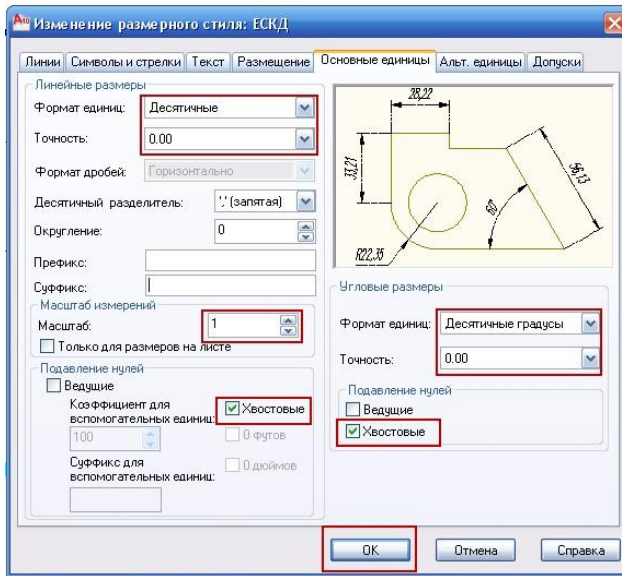 Изменение размерного стиля: ЕСКД
Линии Символы и стрелки Текст Размещение Основные единицы Альт. единицы Допуски
Линейные размеры
Формат единиц: Десятичные
Точность: 0.00
Формат дробей: Горизонтально
Десятичный разделитель: ',' (запятая)
Округление: 0
Префикс:
Суффикс:
Масштаб измерений
Масштаб: 1
Только для размеров на листе
Подавление нулей
Ведущие
Коэффициент для вспомогательных единиц:
100
Суффикс для вспомогательных единиц:
Хвостовые
0 футов
0 дюймов
28,22
33,21
56,13
60°
R22,35
Угловые размеры
Формат единиц: Десятичные градусы
Точность: 0.00
Подавление нулей
Ведущие
Хвостовые
OK Отмена Справка